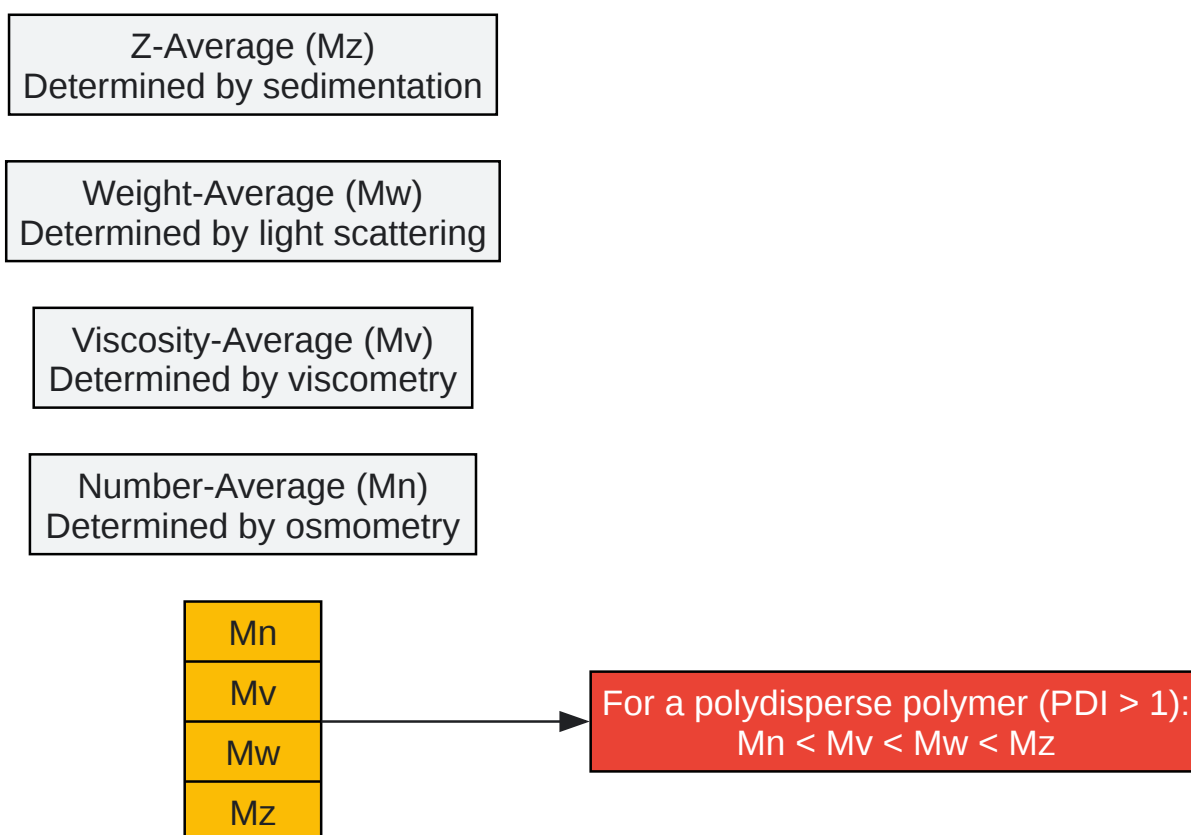 Z-Average (Mz)
Determined by sedimentation
Weight-Average (Mw)
Determined by light scattering
Viscosity-Average (Mv)
Determined by viscometry
Number-Average (Mn)
Determined by osmometry
Mn
Mv
Mw
Mz
For a polydisperse polymer (PDI > 1):
Mn < Mv < Mw < Mz